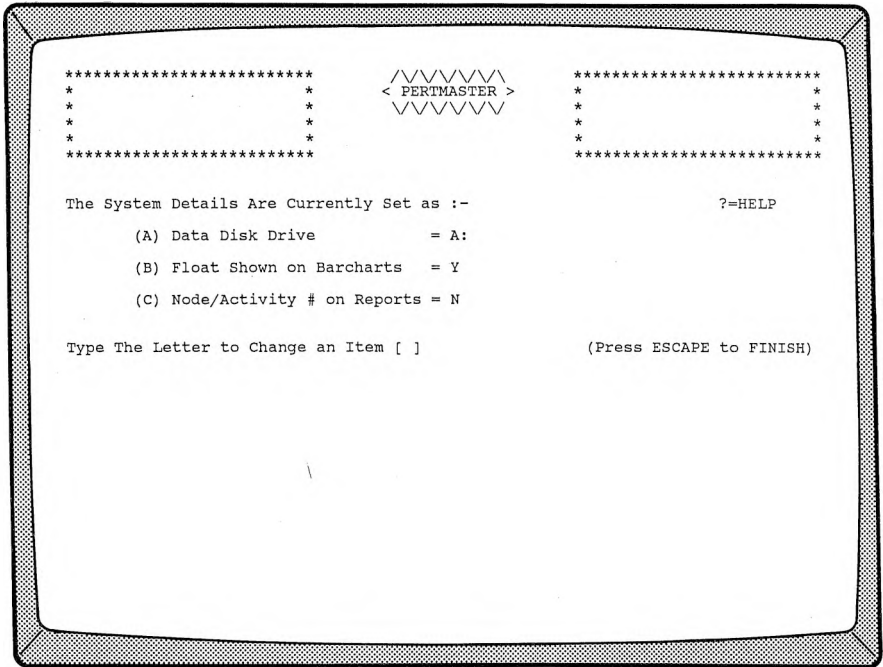 **************************   /\/\/\/\/\/\   **************************
*                        *  < PERTMASTER >  *                        *
*                        *   \/\/\/\/\/\/   *                        *
*                        *                  *                        *
*                        *                  *                        *
**************************                  **************************
The System Details Are Currently Set as :- ?=HELP
(A) Data Disk Drive = A:
(B) Float Shown on Barcharts = Y
(C) Node/Activity # on Reports = N
Type The Letter to Change an Item [ ] (Press ESCAPE to FINISH)